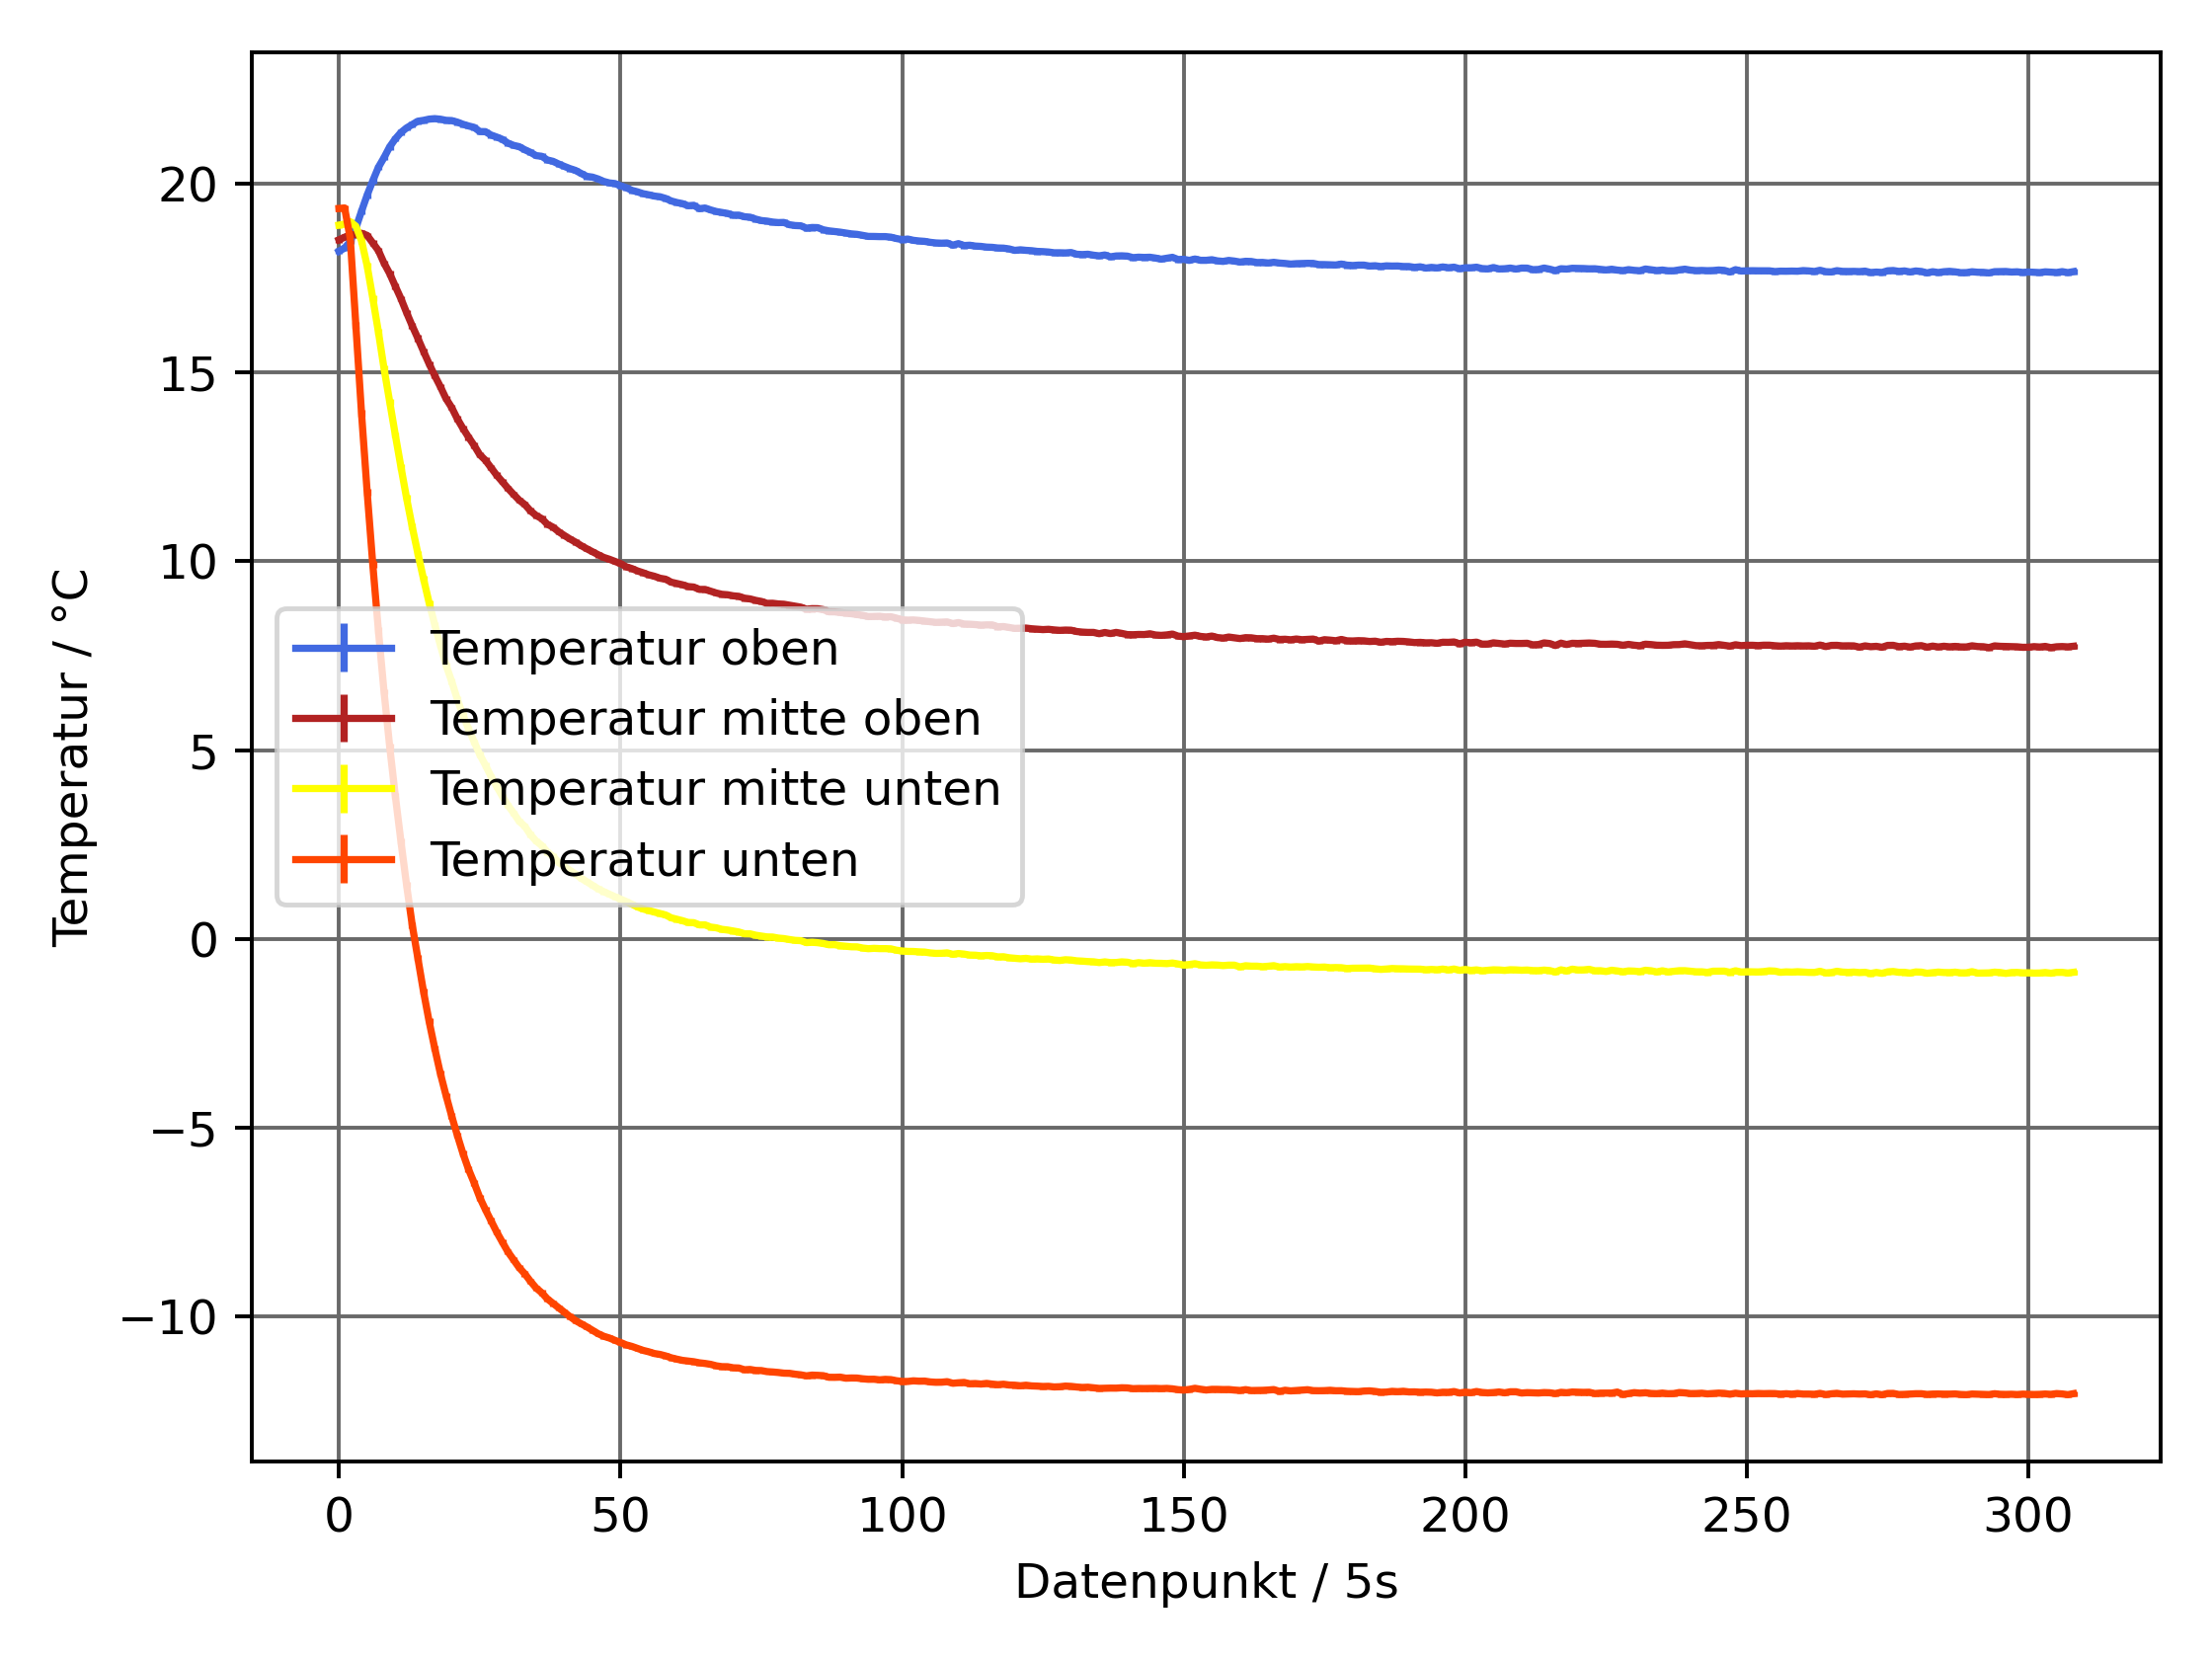 Temperatur / °C
20
15
10
5
0
−5
−10
Temperatur oben
Temperatur mitte oben
Temperatur mitte unten
Temperatur unten
0 50 100 150 200 250 300
Datenpunkt / 5s